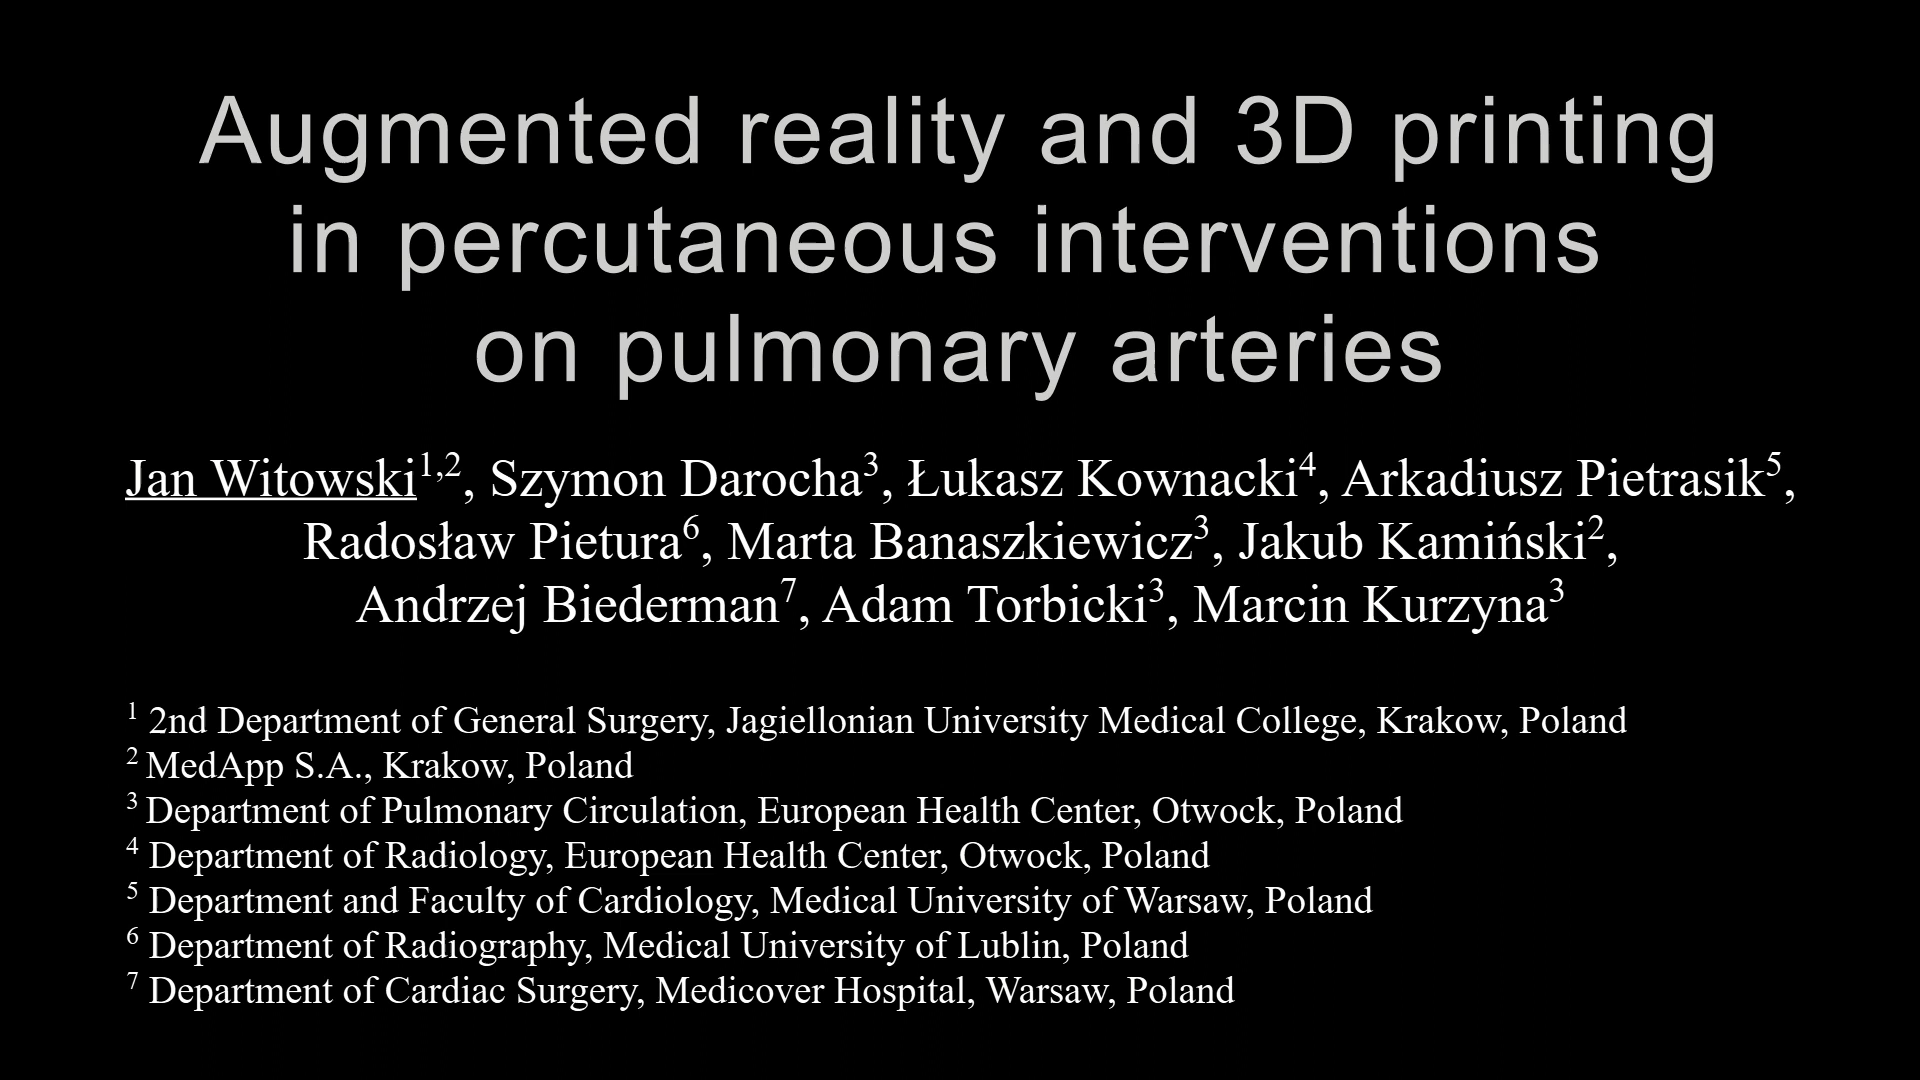 Augmented reality and 3D printing
in percutaneous interventions
on pulmonary arteries
Jan Witowski1,2, Szymon Darocha3, Łukasz Kownacki4, Arkadiusz Pietrasik5,
Radosław Pietura6, Marta Banaszkiewicz3, Jakub Kamiński2,
Andrzej Biederman7, Adam Torbicki3, Marcin Kurzyna3
1 2nd Department of General Surgery, Jagiellonian University Medical College, Krakow, Poland
2 MedApp S.A., Krakow, Poland
3 Department of Pulmonary Circulation, European Health Center, Otwock, Poland
4 Department of Radiology, European Health Center, Otwock, Poland
5 Department and Faculty of Cardiology, Medical University of Warsaw, Poland
6 Department of Radiography, Medical University of Lublin, Poland
7 Department of Cardiac Surgery, Medicover Hospital, Warsaw, Poland